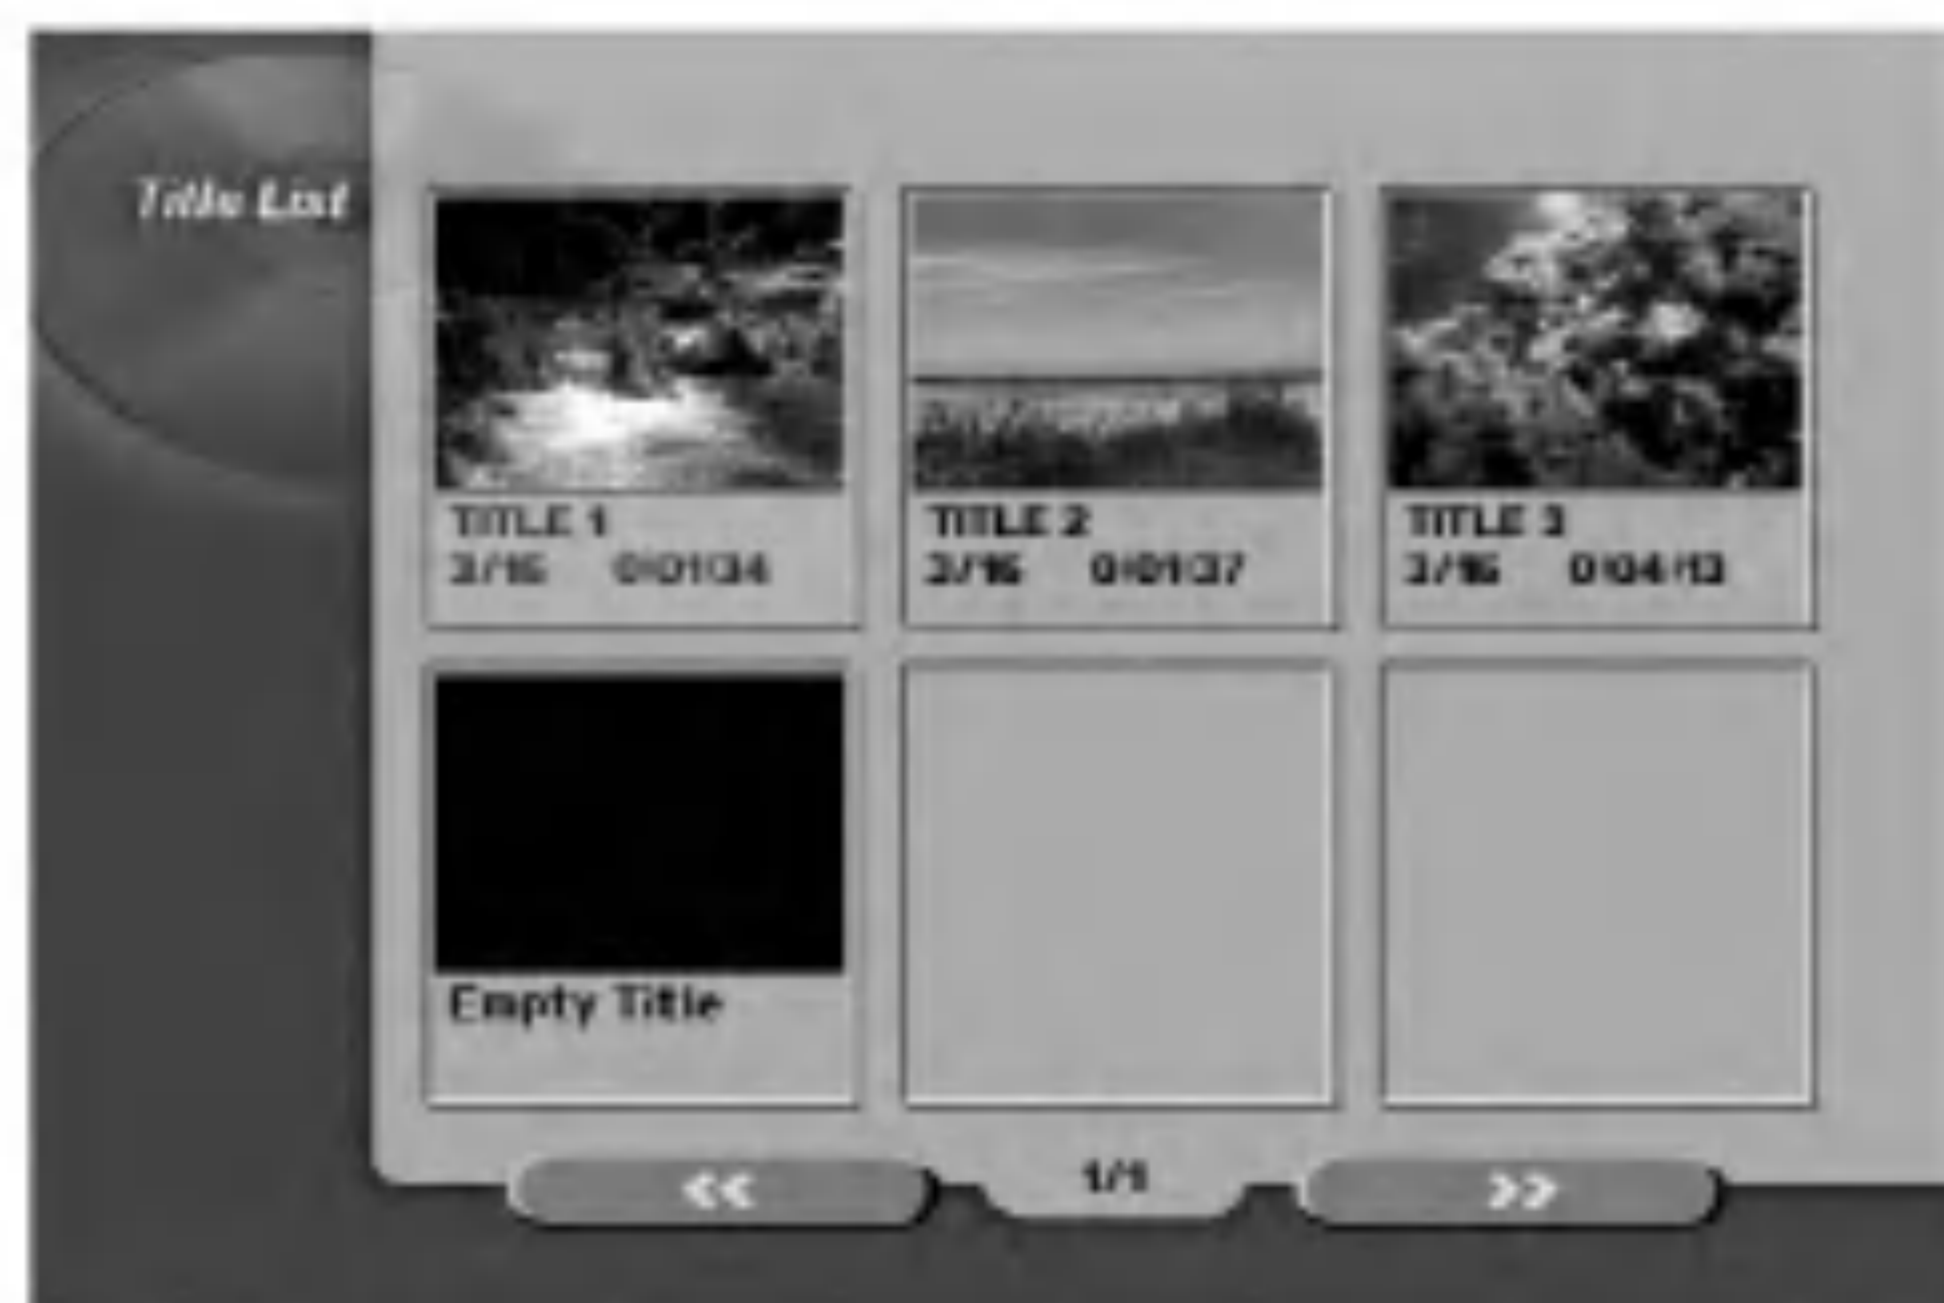 Title List
TITLE 1
3/16 0:01:34
TITLE 2
3/16 0:01:37
TITLE 3
3/16 0:04:13
Empty Title
<<
1/1
>>